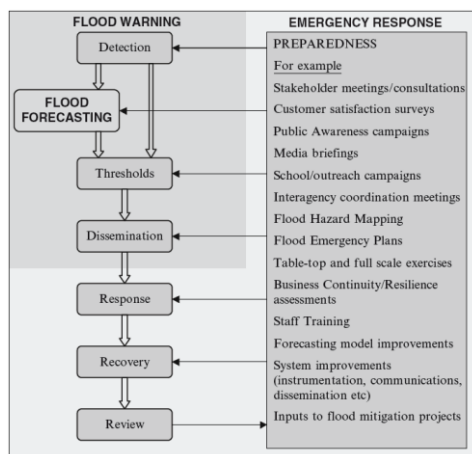 FLOOD WARNING
Detection
FLOOD
FORECASTING
Thresholds
Dissemination
Response
Recovery
Review
EMERGENCY RESPONSE
PREPAREDNESS
For example
Stakeholder meetings/consultations
Customer satisfaction surveys
Public Awareness campaigns
Media briefings
School/outreach campaigns
Interagency coordination meetings
Flood Hazard Mapping
Flood Emergency Plans
Table-top and full scale exercises
Business Continuity/Resilience
assessments
Staff Training
Forecasting model improvements
System improvements
(instrumentation, communications,
dissemination etc)
Inputs to flood mitigation projects